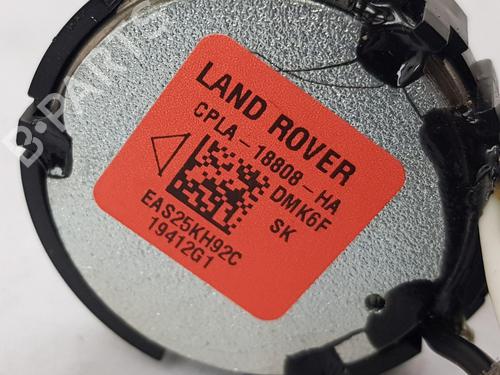 B-PARTS
LAND ROVER
CPLA-18808-HA
DMK6F
SK
EAS25KH92C
19412G1